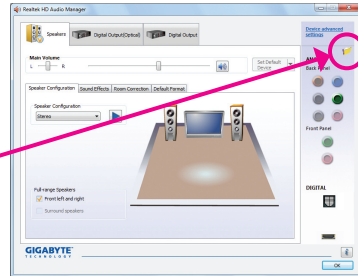 Realtek HD Audio Manager
Speakers
Digital Output(Optical)
Digital Output
Device advanced settings
Main Volume
L
R
Set Default Device
Back Panel
Speaker Configuration
Sound Effects
Room Correction
Default Format
Speaker Configuration
Stereo
Front Panel
Full-range Speakers
Front left and right
Surround speakers
DIGITAL
GIGABYTE
TECHNOLOGY
i
OK